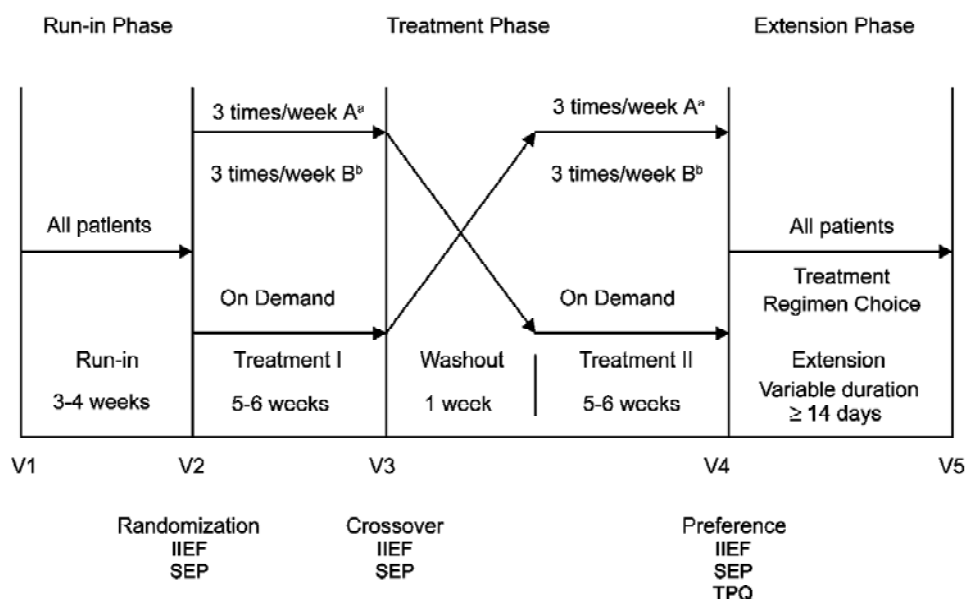 Run-in Phase Treatment Phase Extension Phase
3 times/week Aᵃ 3 times/week Aᵃ
3 times/week Bᵇ 3 times/week Bᵇ
All patients All patients
On Demand On Demand Treatment
Regimen Choice
Run-in Treatment I Washout Treatment II Extension
3-4 weeks 5-6 weeks 1 week 5-6 weeks Variable duration
≥ 14 days
V1 V2 V3 V4 V5
Randomization Crossover Preference
IIEF IIEF IIEF
SEP SEP SEP
TPQ